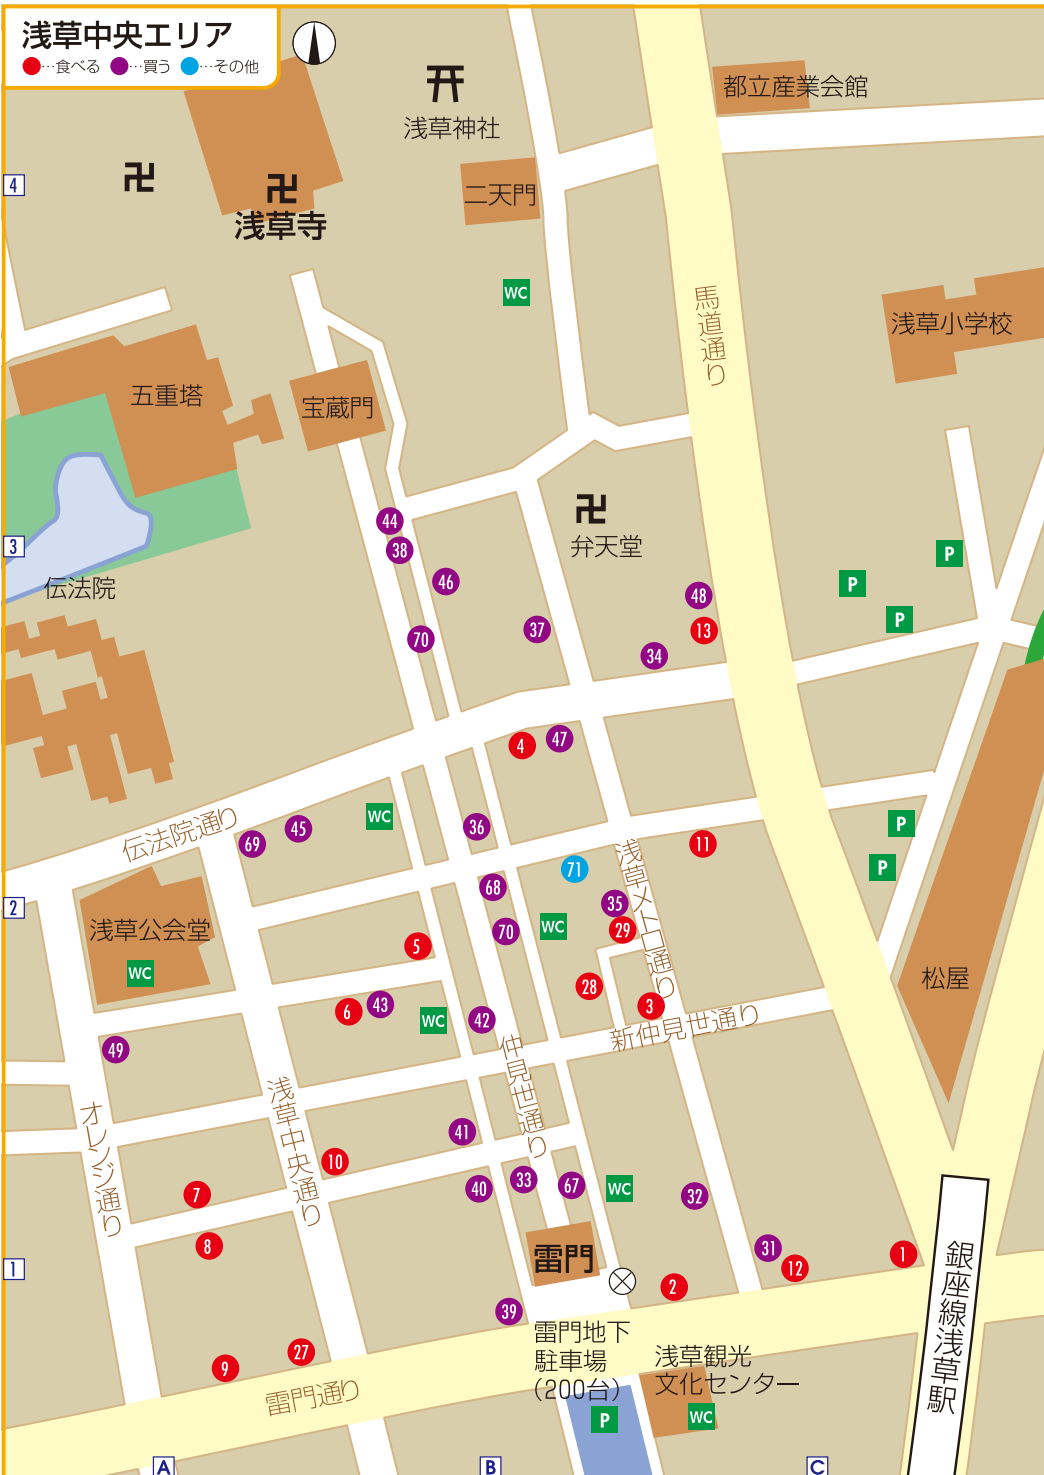 浅草中央エリア
…食べる …買う …その他
都立産業会館
浅草神社
4
二天門
浅草寺
WC
馬道通り
浅草小学校
五重塔
宝蔵門
44
弁天堂
3
38
P
46
P
伝法院
48
P
37
13
70
34
47
4
WC
伝法院通り
45
36
P
69
11
71
P
68
2
浅草メトロ通り
35
浅草公会堂
WC
29
70
5
WC
松屋
28
43
3
6
WC
42
新仲見世通り
49
仲見世通り
オレンジ通り
浅草中央通り
41
10
33
67
40
WC
7
32
8
31
雷門
1
12
1
2
銀座線浅草駅
39
雷門地下
駐車場
(200台)
27
浅草観光
文化センター
9
雷門通り
P
WC
A
B
C